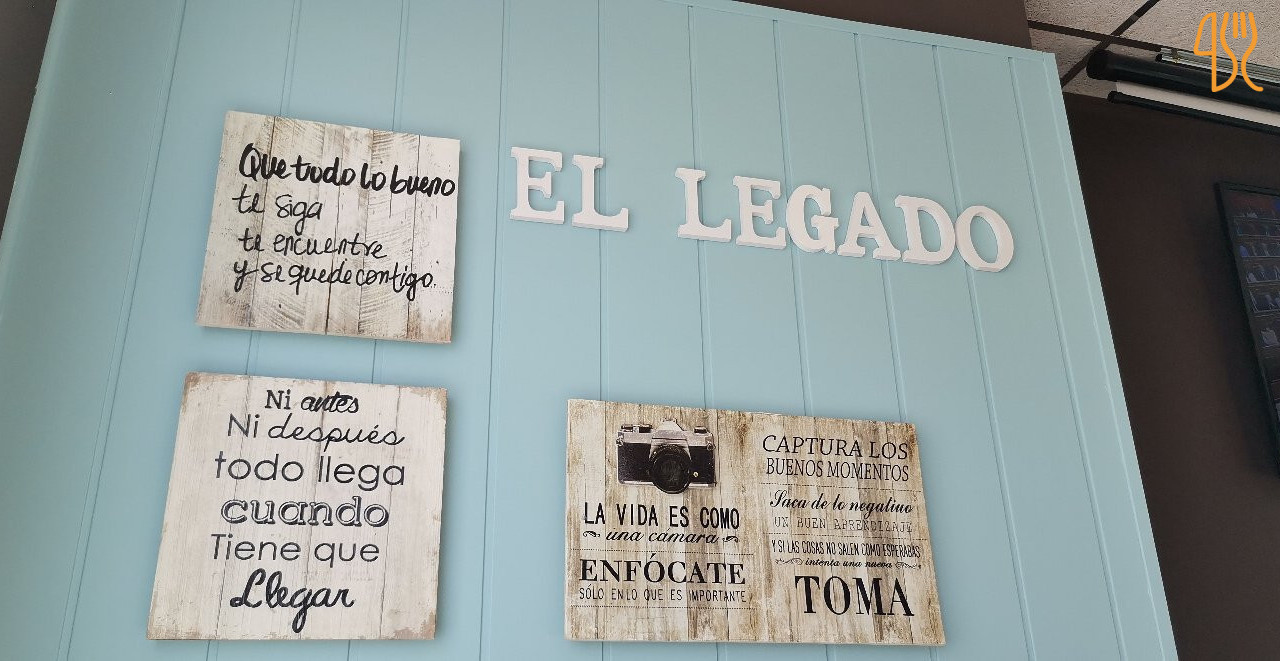 EL LEGADO
Que todo lo bueno
te siga
te encuentre
y se quede contigo.
Ni antes
Ni después
todo llega
cuando
Tiene que
Llegar
LA VIDA ES COMO
una cámara
ENFÓCATE
SÓLO EN LO QUE ES IMPORTANTE
CAPTURA LOS
BUENOS MOMENTOS
Saca de lo negativo
UN BUEN APRENDIZAJE
Y SI LAS COSAS NO SALEN COMO ESPERABAS
intenta una nueva
TOMA